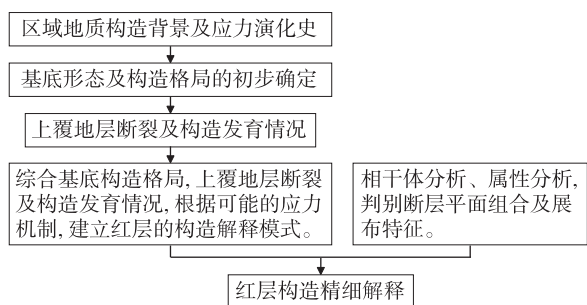 区域地质构造背景及应力演化史
基底形态及构造格局的初步确定
上覆地层断裂及构造发育情况
综合基底构造格局, 上覆地层断裂
及构造发育情况, 根据可能的应力
机制, 建立红层的构造解释模式。
相干体分析、属性分析,
判别断层平面组合及展
布特征。
红层构造精细解释